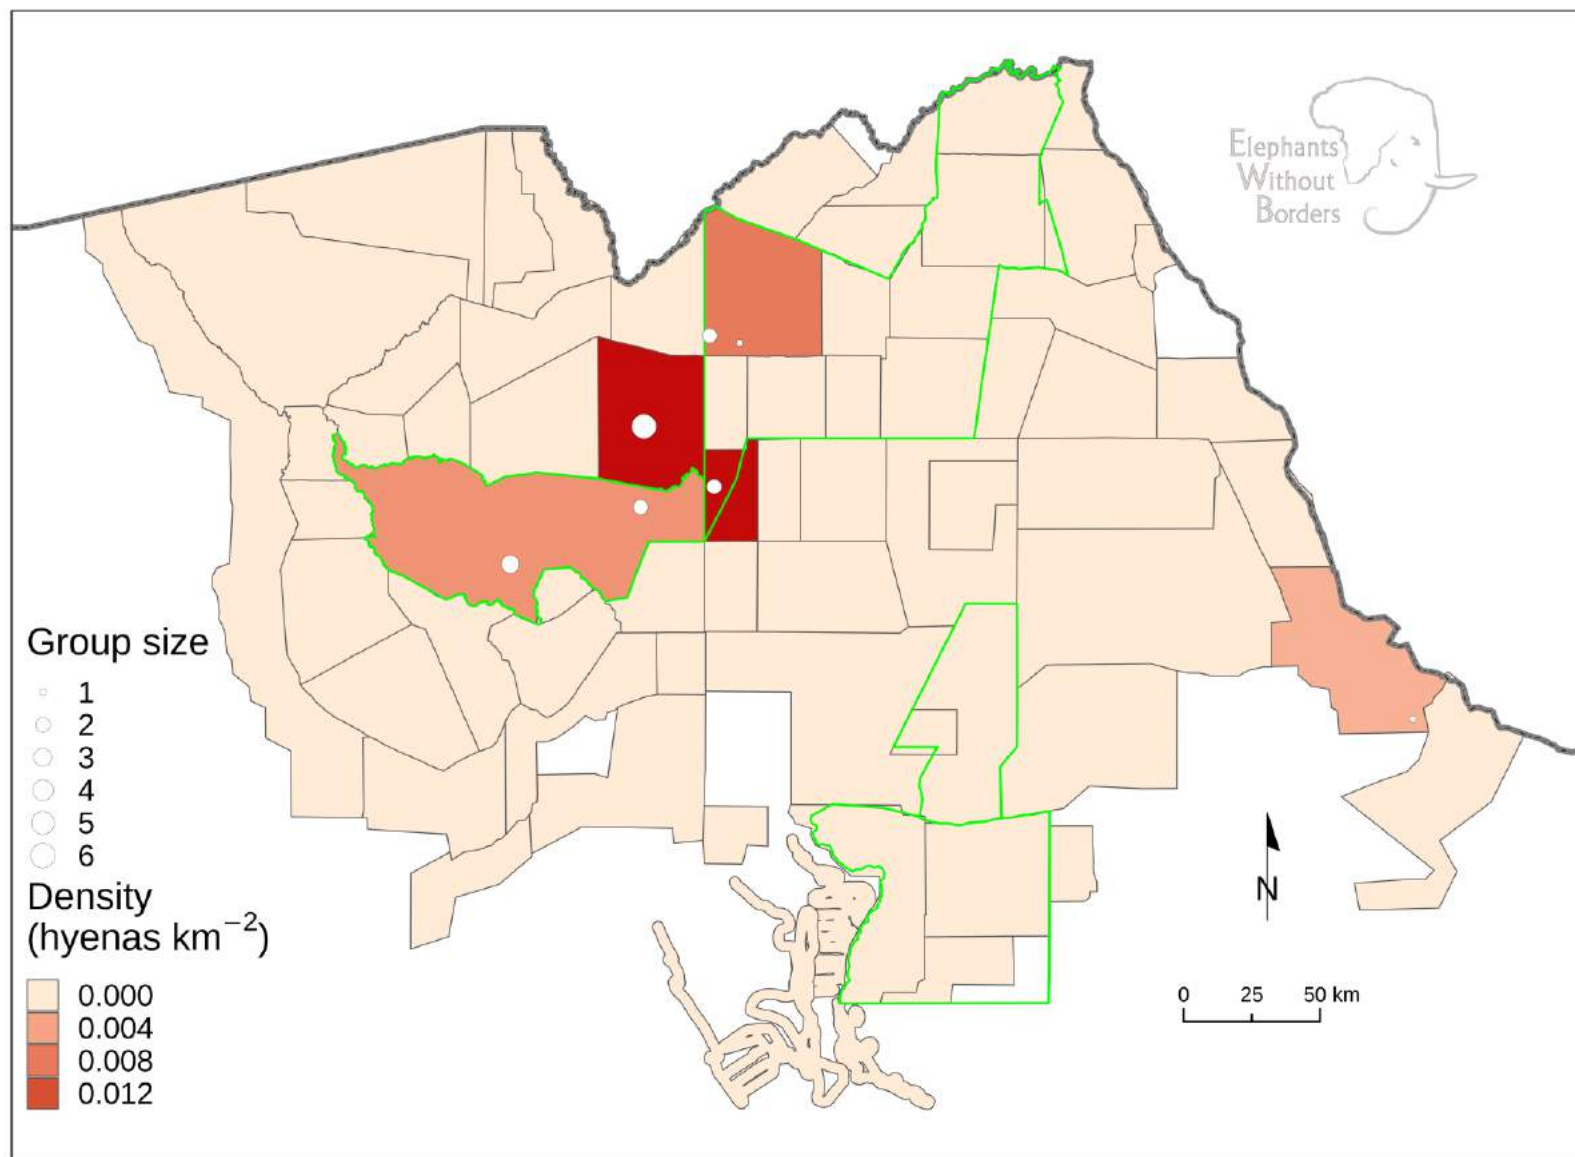 Elephants
Without
Borders
Group size
1
2
3
4
5
6
Density
(hyenas km−2)
0.000
0.004
0.008
0.012
N
0 25 50 km